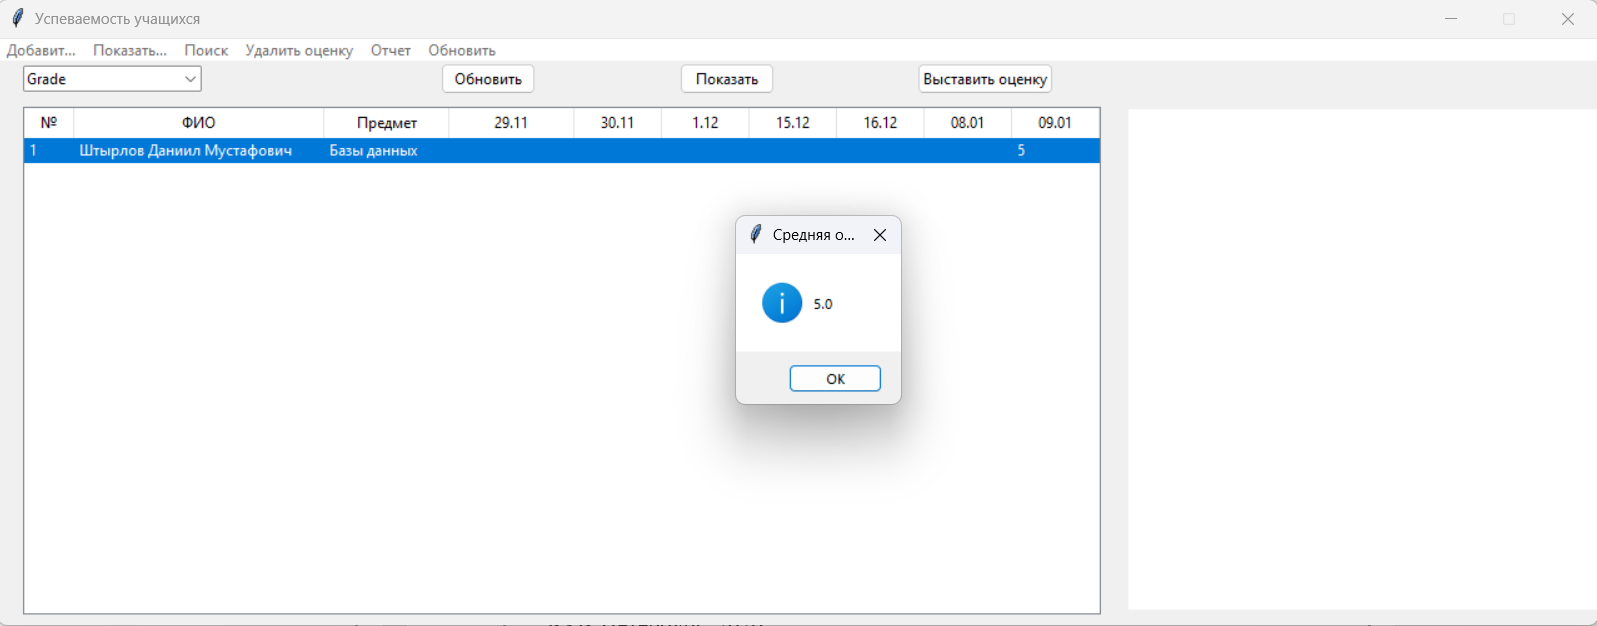 Успеваемость учащихся
Добавит... Показать... Поиск Удалить оценку Отчет Обновить
Grade Обновить Показать Выставить оценку
№ ФИО Предмет 29.11 30.11 1.12 15.12 16.12 08.01 09.01
1 Штырлов Даниил Мустафович Базы данных 5
Средняя о...
5.0
ОК